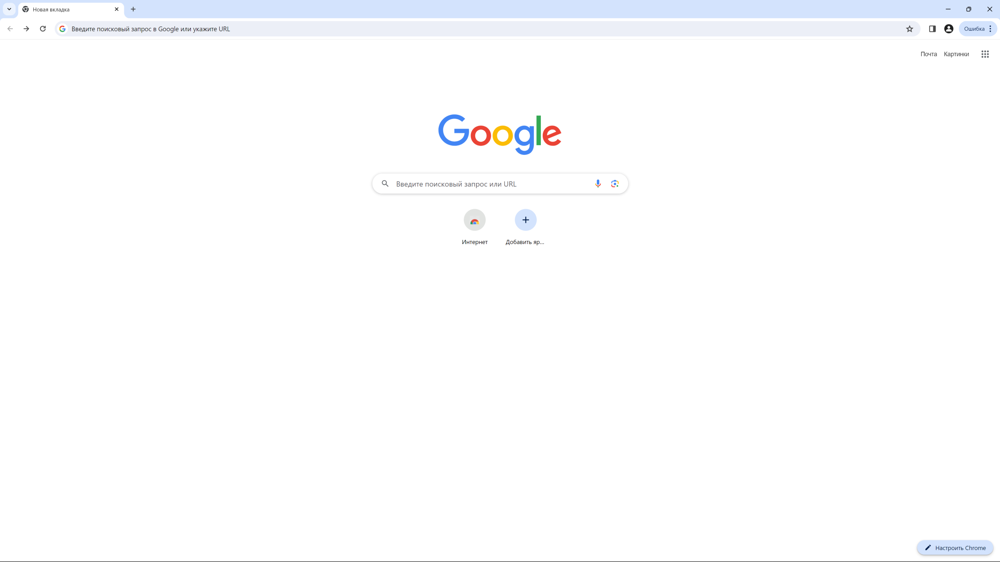 Новая вкладка
Введите поисковый запрос в Google или укажите URL
Ошибка
Почта Картинки
Google
Введите поисковый запрос или URL
Интернет Добавить яр...
Настроить Chrome